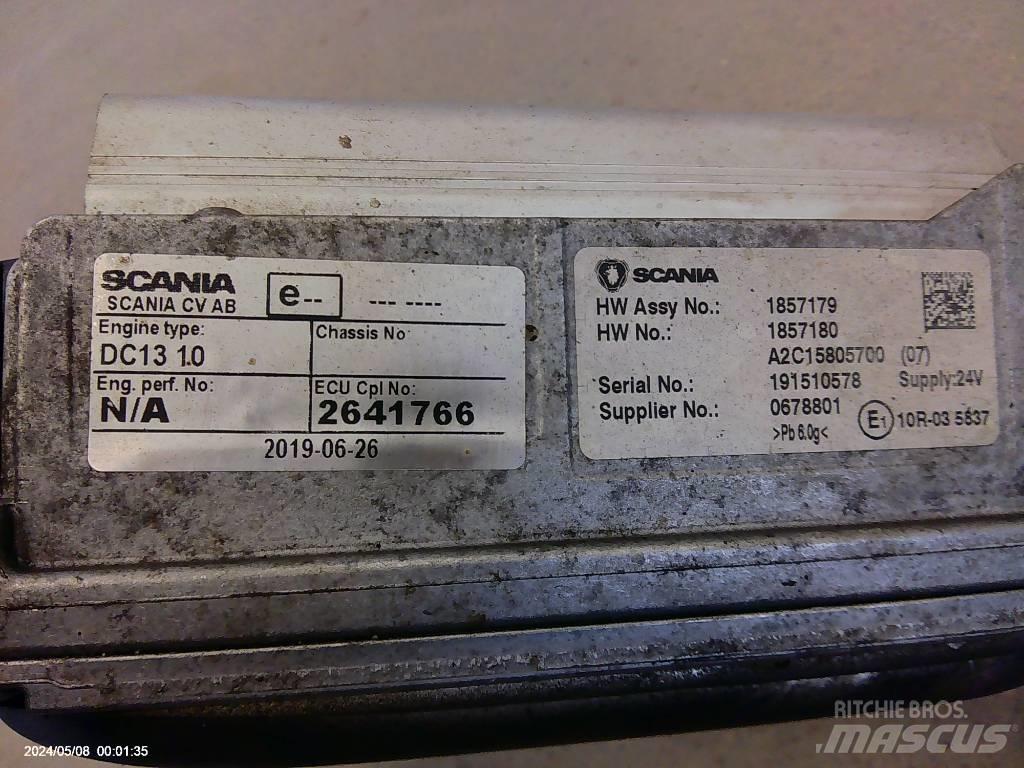 SCANIA
SCANIA CV AB
e-- --- ----
Engine type:
DC13 1.0
Chassis No
Eng. perf. No:
N/A
ECU Cpl No:
2641766
2019-06-26
SCANIA
HW Assy No.: 1857179
HW No.: 1857180
A2C15805700 (07)
Serial No.: 191510578 Supply:24V
Supplier No.: 0678801
>Pb 6.0g< E1 10R-03 5537
RITCHIE BROS.
MASCUS
2024/05/08 00:01:35